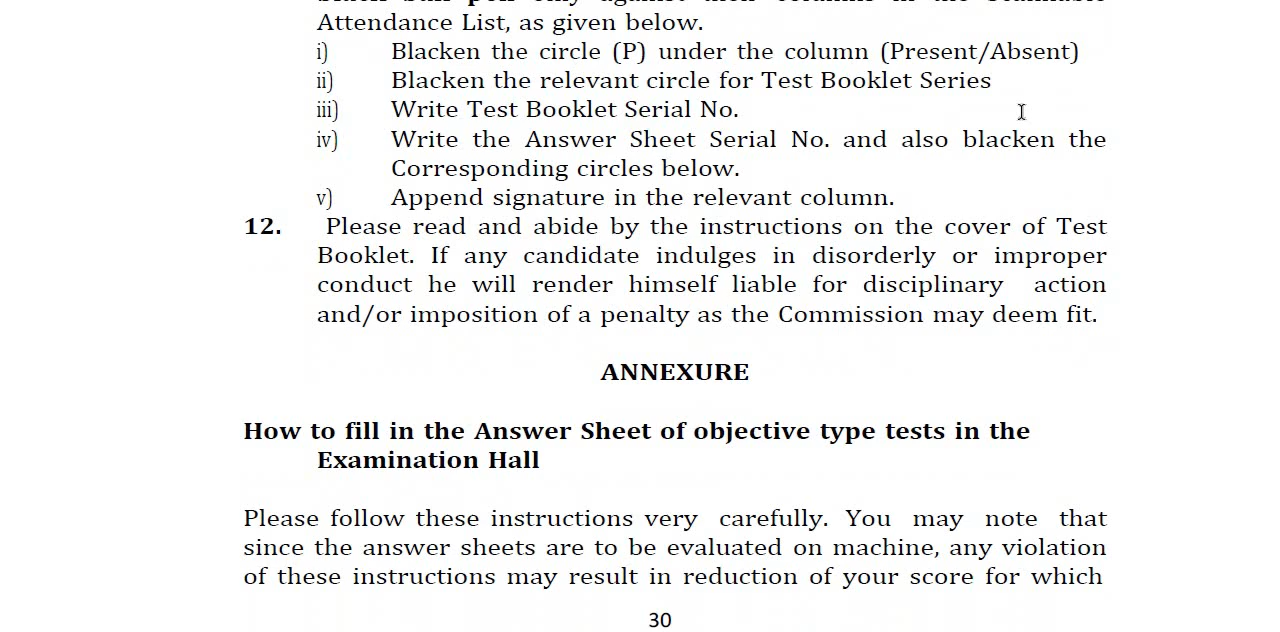 Attendance List, as given below.
i) Blacken the circle (P) under the column (Present/Absent)
ii) Blacken the relevant circle for Test Booklet Series
iii) Write Test Booklet Serial No.
iv) Write the Answer Sheet Serial No. and also blacken the
Corresponding circles below.
v) Append signature in the relevant column.
12. Please read and abide by the instructions on the cover of Test
Booklet. If any candidate indulges in disorderly or improper
conduct he will render himself liable for disciplinary action
and/or imposition of a penalty as the Commission may deem fit.
ANNEXURE
How to fill in the Answer Sheet of objective type tests in the
Examination Hall
Please follow these instructions very carefully. You may note that
since the answer sheets are to be evaluated on machine, any violation
of these instructions may result in reduction of your score for which
30